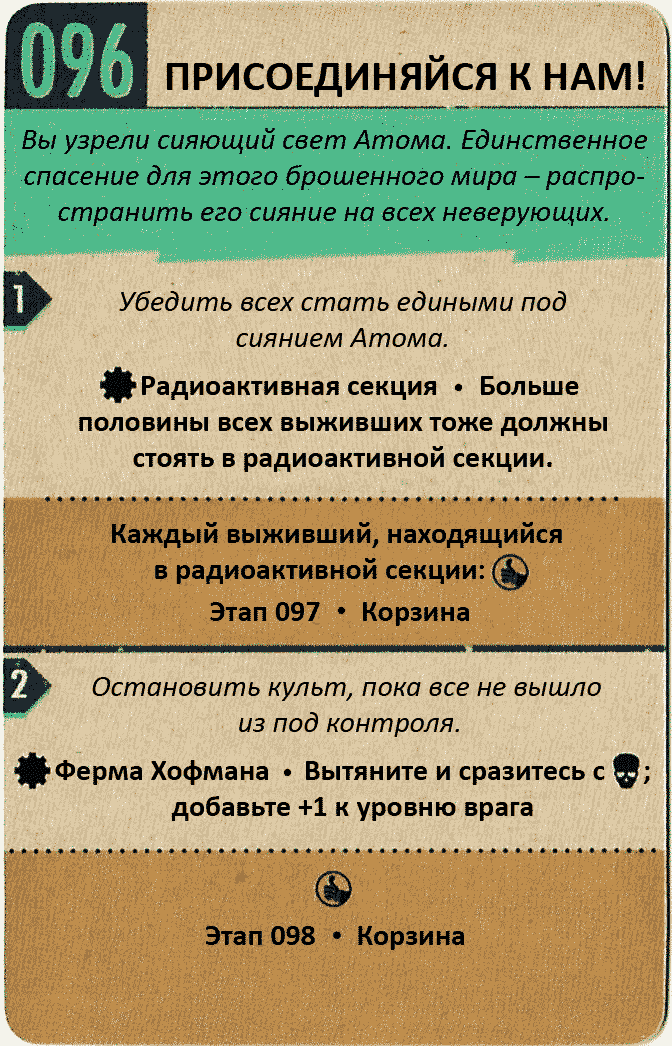 096
ПРИСОЕДИНЯЙСЯ К НАМ!
Вы узрели сияющий свет Атома. Единственное
спасение для этого брошенного мира – распро-
странить его сияние на всех неверующих.
1
Убедить всех стать едиными под
сиянием Атома.
Радиоактивная секция • Больше
половины всех выживших тоже должны
стоять в радиоактивной секции.
Каждый выживший, находящийся
в радиоактивной секции:
Этап 097 • Корзина
2
Остановить культ, пока все не вышло
из под контроля.
Ферма Хофмана • Вытяните и сразитесь с ;
добавьте +1 к уровню врага
Этап 098 • Корзина